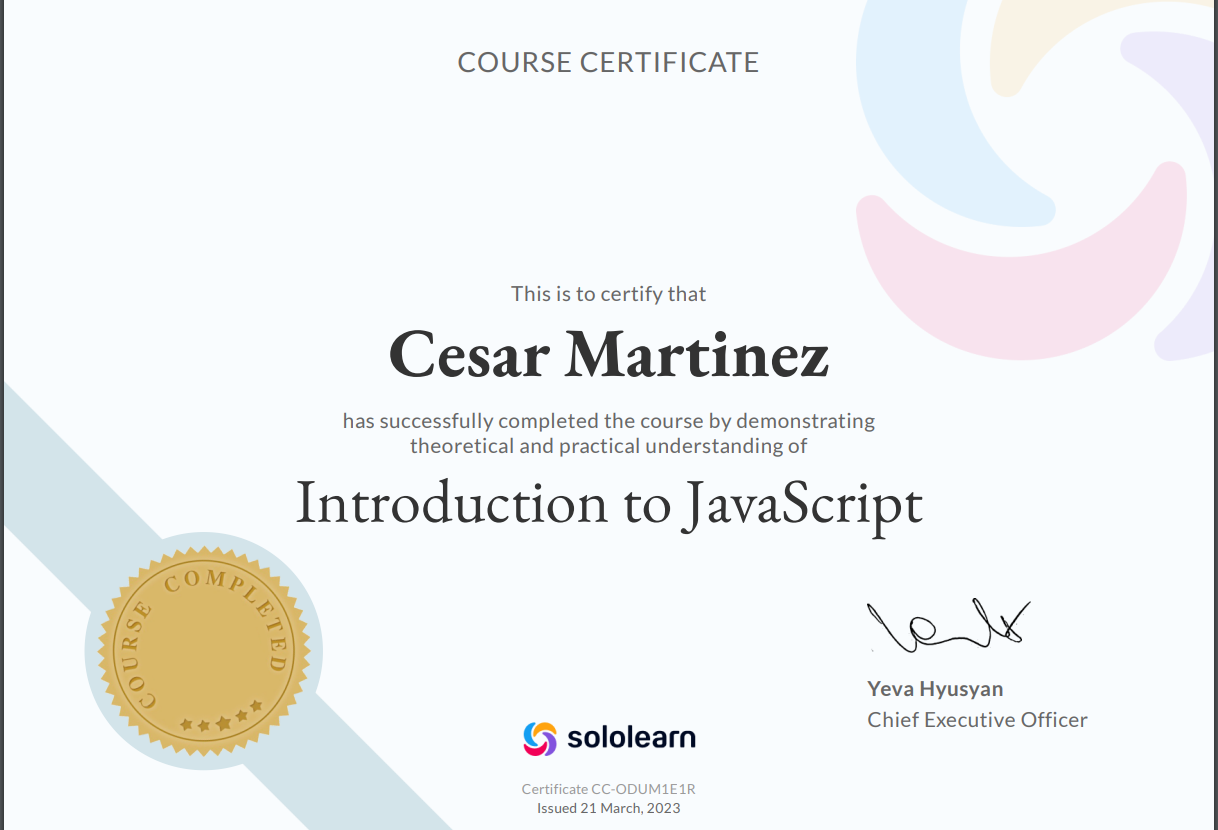 COURSE CERTIFICATE
This is to certify that
Cesar Martinez
has successfully completed the course by demonstrating
theoretical and practical understanding of
Introduction to JavaScript
COURSE COMPLETED
Yeva Hyusyan
Chief Executive Officer
sololearn
Certificate CC-ODUM1E1R
Issued 21 March, 2023